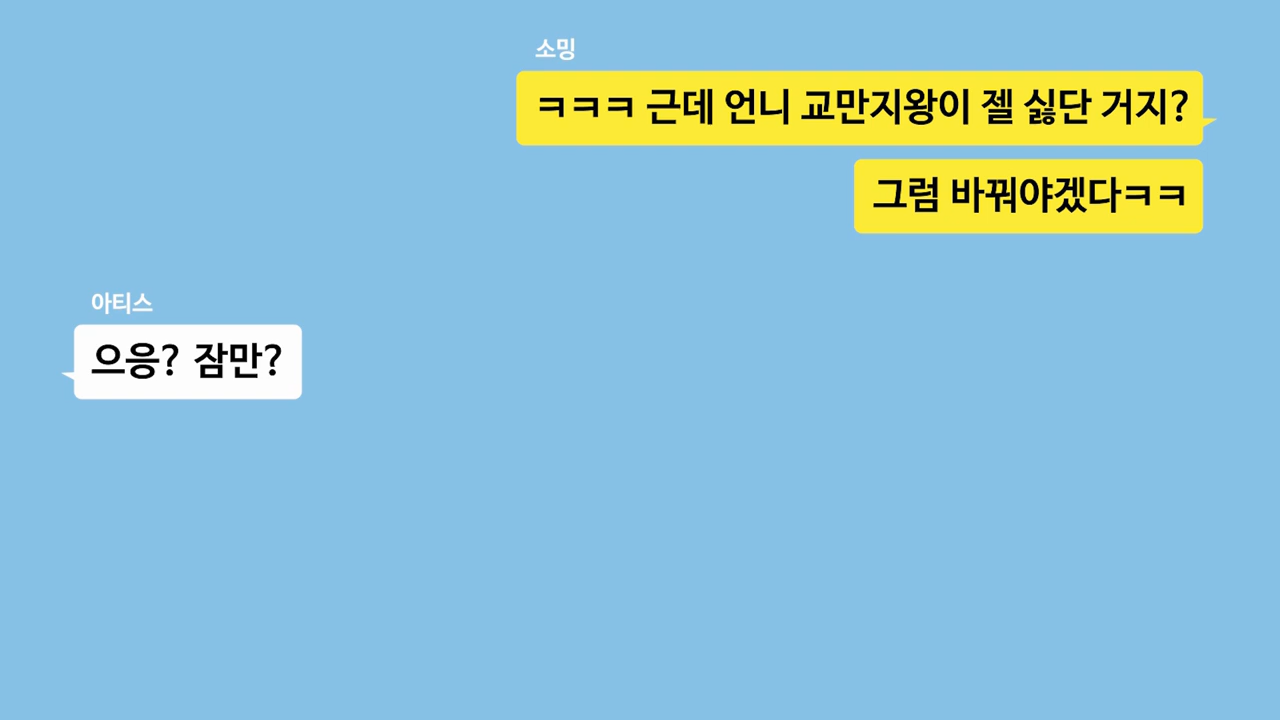 소밍
ㅋㅋㅋ 근데 언니 교만지왕이 젤 싫단 거지?
그럼 바꿔야겠다ㅋㅋ
아티스
으응? 잠만?